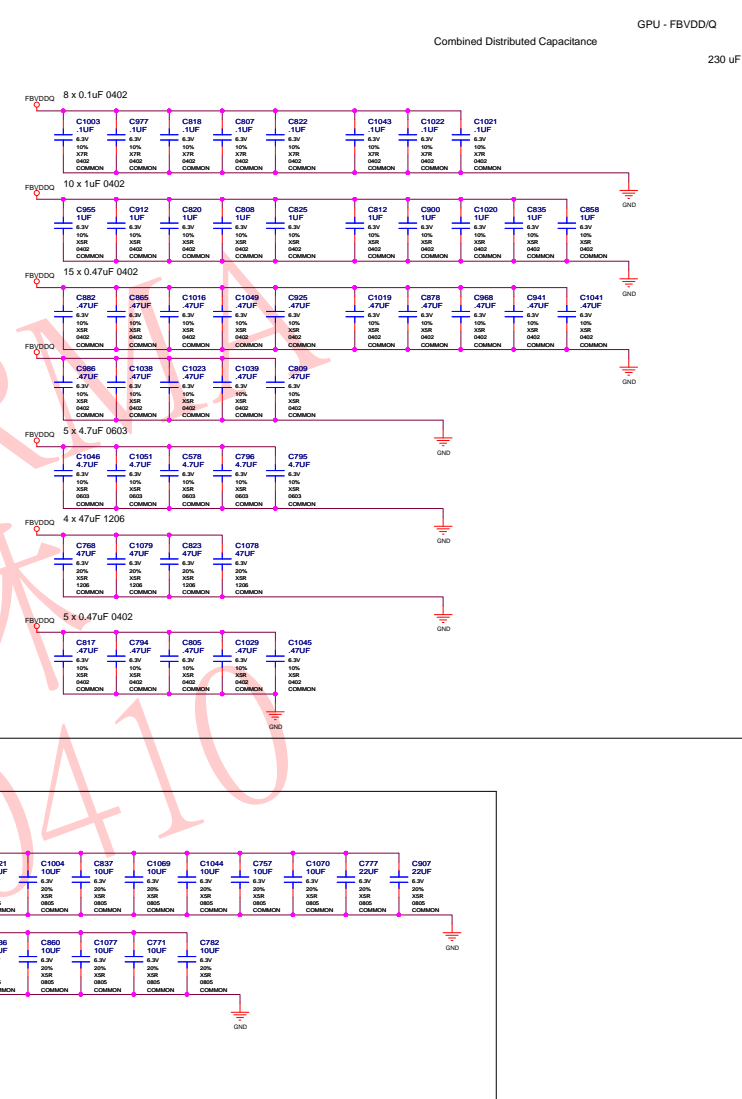 GPU - FBVDD/Q
Combined Distributed Capacitance
230 uF
FBVDDQ 8 x 0.1uF 0402
C1003 C977 C818 C807 C822 C1043 C1022 C1021
.1UF .1UF .1UF .1UF .1UF .1UF .1UF .1UF
6.3V 6.3V 6.3V 6.3V 6.3V 6.3V 6.3V 6.3V
10% 10% 10% 10% 10% 10% 10% 10%
X7R X7R X7R X7R X7R X7R X7R X7R
0402 0402 0402 0402 0402 0402 0402 0402
COMMON COMMON COMMON COMMON COMMON COMMON COMMON COMMON
GND
FBVDDQ 10 x 1uF 0402
C955 C912 C820 C808 C825 C812 C900 C1020 C835 C858
1UF 1UF 1UF 1UF 1UF 1UF 1UF 1UF 1UF 1UF
6.3V 6.3V 6.3V 6.3V 6.3V 6.3V 6.3V 6.3V 6.3V 6.3V
10% 10% 10% 10% 10% 10% 10% 10% 10% 10%
X5R X5R X5R X5R X5R X5R X5R X5R X5R X5R
0402 0402 0402 0402 0402 0402 0402 0402 0402 0402
COMMON COMMON COMMON COMMON COMMON COMMON COMMON COMMON COMMON COMMON
GND
FBVDDQ 15 x 0.47uF 0402
C882 C865 C1016 C1049 C925 C1019 C878 C968 C941 C1041
.47UF .47UF .47UF .47UF .47UF .47UF .47UF .47UF .47UF .47UF
6.3V 6.3V 6.3V 6.3V 6.3V 6.3V 6.3V 6.3V 6.3V 6.3V
10% 10% 10% 10% 10% 10% 10% 10% 10% 10%
X5R X5R X5R X5R X5R X5R X5R X5R X5R X5R
0402 0402 0402 0402 0402 0402 0402 0402 0402 0402
COMMON COMMON COMMON COMMON COMMON COMMON COMMON COMMON COMMON COMMON
GND
FBVDDQ
C986 C1038 C1023 C1039 C809
.47UF .47UF .47UF .47UF .47UF
6.3V 6.3V 6.3V 6.3V 6.3V
10% 10% 10% 10% 10%
X5R X5R X5R X5R X5R
0402 0402 0402 0402 0402
COMMON COMMON COMMON COMMON COMMON
GND
FBVDDQ 5 x 4.7uF 0603
C1046 C1051 C578 C796 C795
4.7UF 4.7UF 4.7UF 4.7UF 4.7UF
6.3V 6.3V 6.3V 6.3V 6.3V
10% 10% 10% 10% 10%
X5R X5R X5R X5R X5R
0603 0603 0603 0603 0603
COMMON COMMON COMMON COMMON COMMON
GND
FBVDDQ 4 x 47uF 1206
C768 C1079 C823 C1078
47UF 47UF 47UF 47UF
6.3V 6.3V 6.3V 6.3V
20% 20% 20% 20%
X5R X5R X5R X5R
1206 1206 1206 1206
COMMON COMMON COMMON COMMON
GND
FBVDDQ 5 x 0.47uF 0402
C817 C794 C805 C1029 C1045
.47UF .47UF .47UF .47UF .47UF
6.3V 6.3V 6.3V 6.3V 6.3V
10% 10% 10% 10% 10%
X5R X5R X5R X5R X5R
0402 0402 0402 0402 0402
COMMON COMMON COMMON COMMON COMMON
GND
RMA
林
0410
21 C1004 C837 C1069 C1044 C757 C1070 C777 C907
UF 10UF 10UF 10UF 10UF 10UF 10UF 22UF 22UF
6.3V 6.3V 6.3V 6.3V 6.3V 6.3V 6.3V 6.3V
20% 20% 20% 20% 20% 20% 20% 20%
X5R X5R X5R X5R X5R X5R X5R X5R
0805 0805 0805 0805 0805 0805 0805 0805
MMON COMMON COMMON COMMON COMMON COMMON COMMON COMMON COMMON
GND
36 C860 C1077 C771 C782
UF 10UF 10UF 10UF 10UF
6.3V 6.3V 6.3V 6.3V
20% 20% 20% 20%
X5R X5R X5R X5R
0805 0805 0805 0805
MMON COMMON COMMON COMMON COMMON
GND